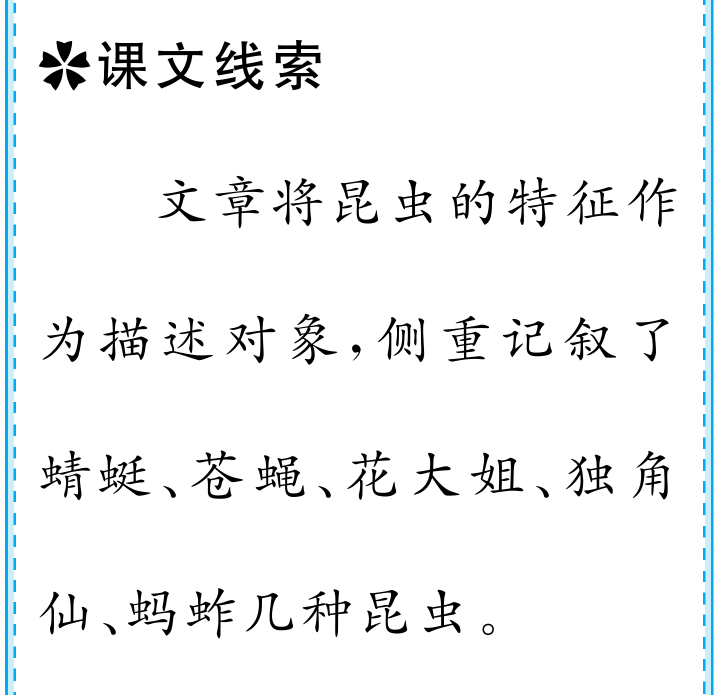 ✲课文线索
文章将昆虫的特征作
为描述对象,侧重记叙了
蜻蜓、苍蝇、花大姐、独角
仙、蚂蚱几种昆虫。